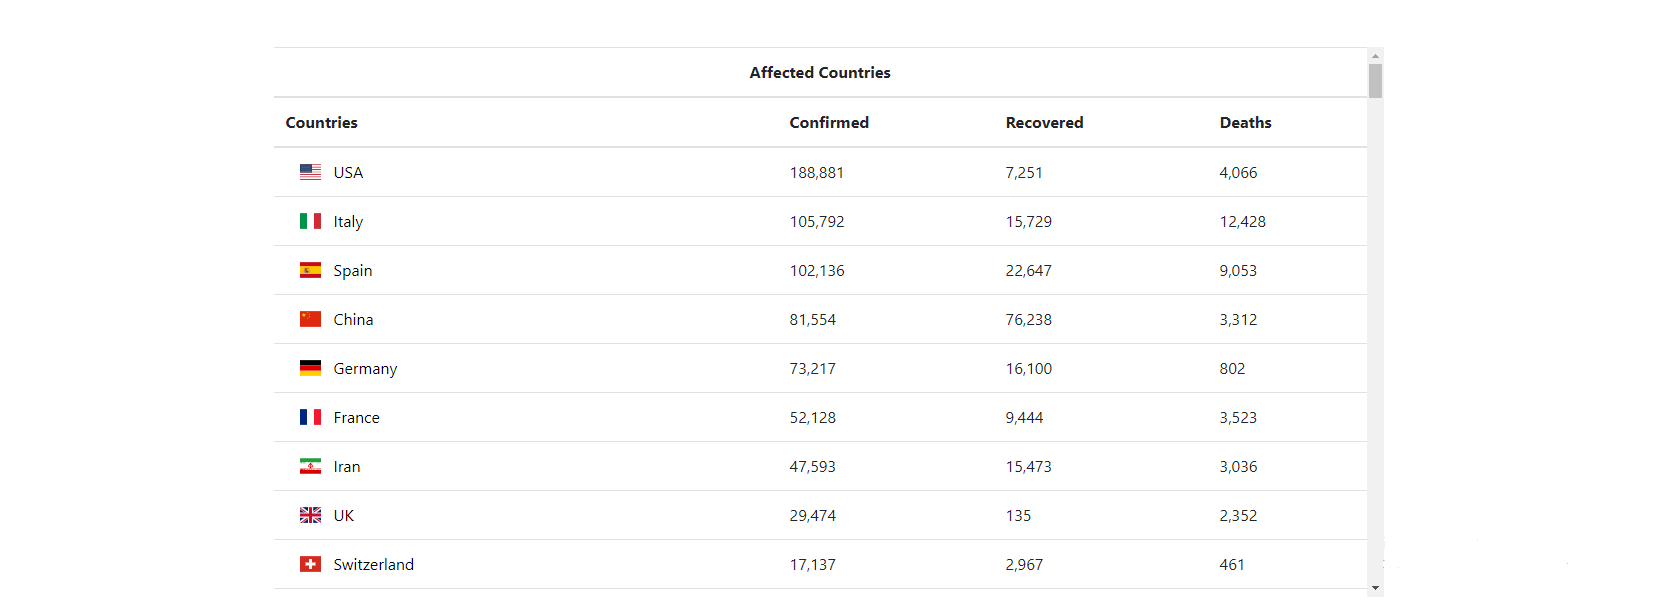 Affected Countries
Countries Confirmed Recovered Deaths
USA 188,881 7,251 4,066
Italy 105,792 15,729 12,428
Spain 102,136 22,647 9,053
China 81,554 76,238 3,312
Germany 73,217 16,100 802
France 52,128 9,444 3,523
Iran 47,593 15,473 3,036
UK 29,474 135 2,352
Switzerland 17,137 2,967 461